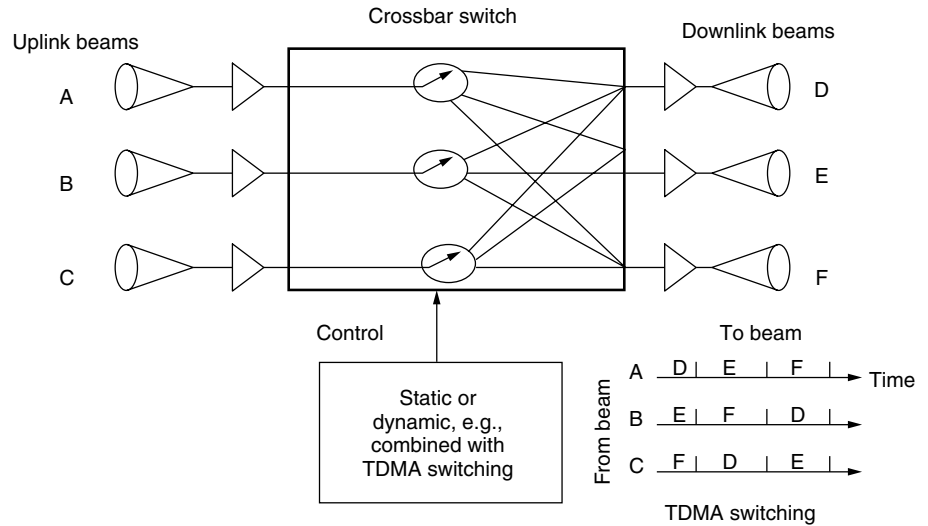 Crossbar switch
Uplink beams
Downlink beams
A
D
B
E
C
F
Control
Static or
dynamic, e.g.,
combined with
TDMA switching
To beam
From beam
A D E F Time
B E F D
C F D E
TDMA switching